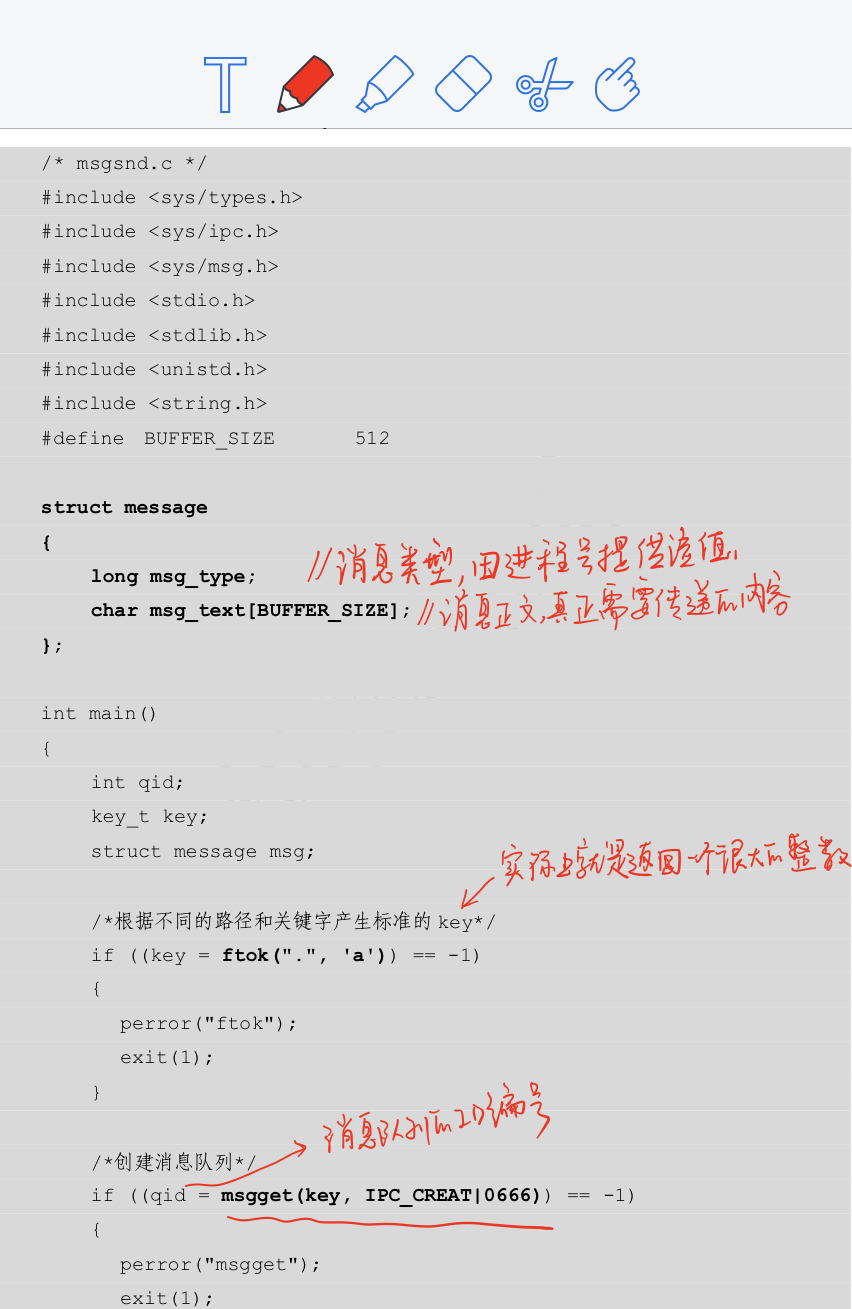 /* msgsnd.c */
#include <sys/types.h>
#include <sys/ipc.h>
#include <sys/msg.h>
#include <stdio.h>
#include <stdlib.h>
#include <unistd.h>
#include <string.h>
#define BUFFER_SIZE 512
struct message
{
long msg_type; //消息类型,由进程号提供该值.
char msg_text[BUFFER_SIZE]; //消息正文,真正需要传递的内容
};
int main()
{
int qid;
key_t key;
struct message msg;
实际上就是返回一个很大的整数
/*根据不同的路径和关键字产生标准的 key*/
if ((key = ftok(".", 'a')) == -1)
{
perror("ftok");
exit(1);
}
消息队列的ID编号
/*创建消息队列*/
if ((qid = msgget(key, IPC_CREAT|0666)) == -1)
{
perror("msgget");
exit(1);